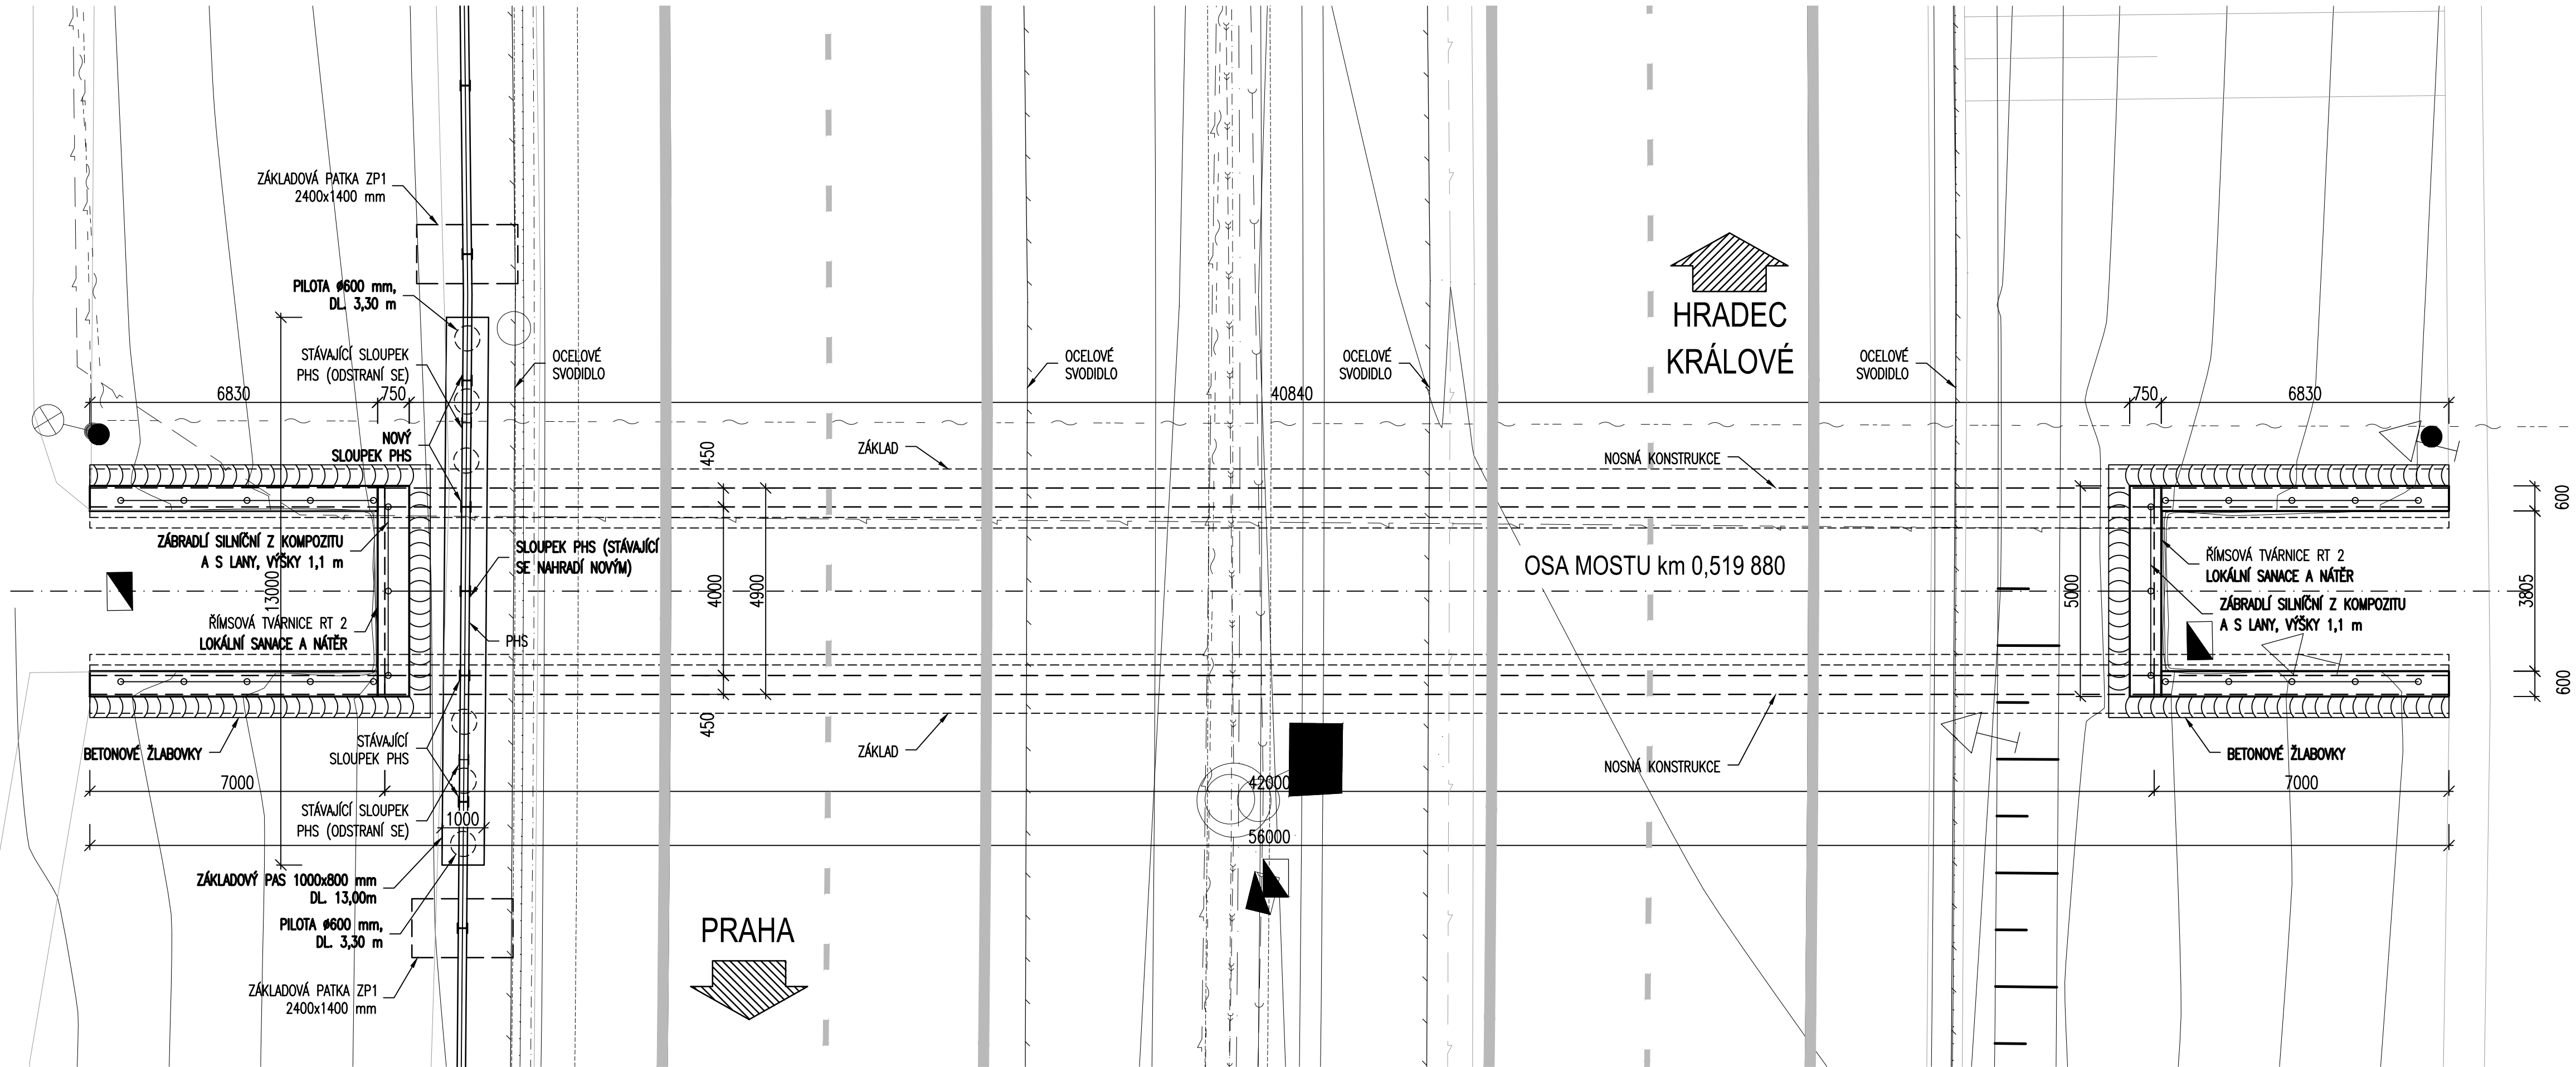 ZÁKLADOVÁ PATKA ZP1
2400x1400 mm
PILOTA ø600 mm,
DL. 3,30 m
STÁVAJÍCÍ SLOUPEK
PHS (ODSTRANÍ SE)
OCELOVÉ
SVODIDLO
OCELOVÉ
SVODIDLO
OCELOVÉ
SVODIDLO
HRADEC
KRÁLOVÉ
OCELOVÉ
SVODIDLO
6830
750
40840
750
6830
NOVÝ
SLOUPEK PHS
450
ZÁKLAD
NOSNÁ KONSTRUKCE
600
ZÁBRADLÍ SILNÍČNÍ Z KOMPOZITU
A S LANY, VÝŠKY 1,1 m
SLOUPEK PHS (STÁVAJÍCÍ
SE NAHRADÍ NOVÝM)
OSA MOSTU km 0,519 880
ŘÍMSOVÁ TVÁRNICE RT 2
LOKÁLNÍ SANACE A NÁTĚR
13000
4000
4900
5000
3805
ZÁBRADLÍ SILNÍČNÍ Z KOMPOZITU
A S LANY, VÝŠKY 1,1 m
ŘÍMSOVÁ TVÁRNICE RT 2
LOKÁLNÍ SANACE A NÁTĚR
PHS
600
450
BETONOVÉ ŽLABOVKY
STÁVAJÍCÍ
SLOUPEK PHS
ZÁKLAD
NOSNÁ KONSTRUKCE
BETONOVÉ ŽLABOVKY
7000
42000
7000
STÁVAJÍCÍ SLOUPEK
PHS (ODSTRANÍ SE)
1000
56000
ZÁKLADOVÝ PAS 1000x800 mm
DL. 13,00m
PILOTA ø600 mm,
DL. 3,30 m
PRAHA
ZÁKLADOVÁ PATKA ZP1
2400x1400 mm